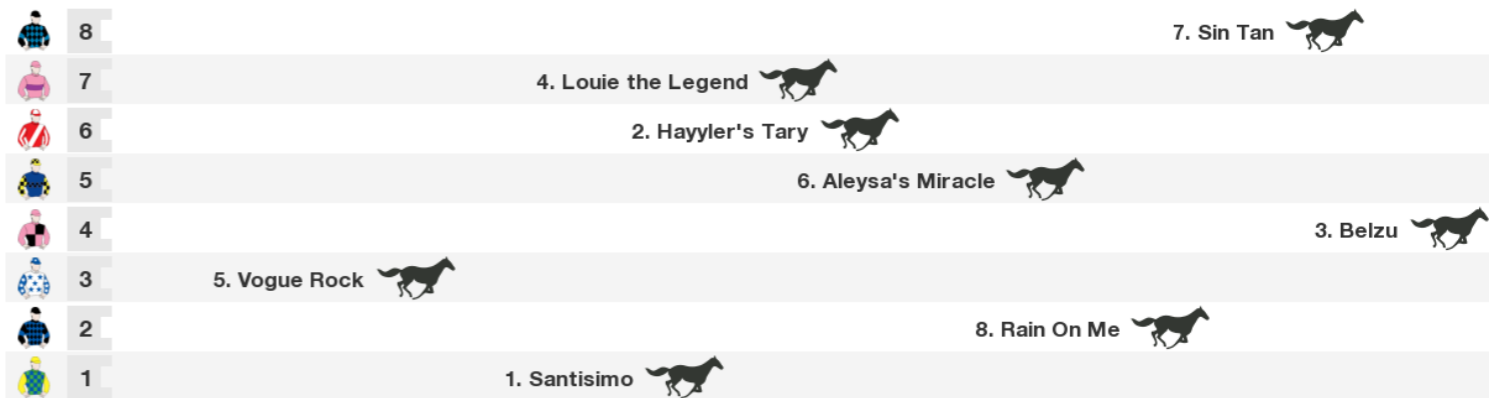 8 7. Sin Tan
7 4. Louie the Legend
6 2. Hayyler's Tary
5 6. Aleysa's Miracle
4 3. Belzu
3 5. Vogue Rock
2 8. Rain On Me
1 1. Santisimo